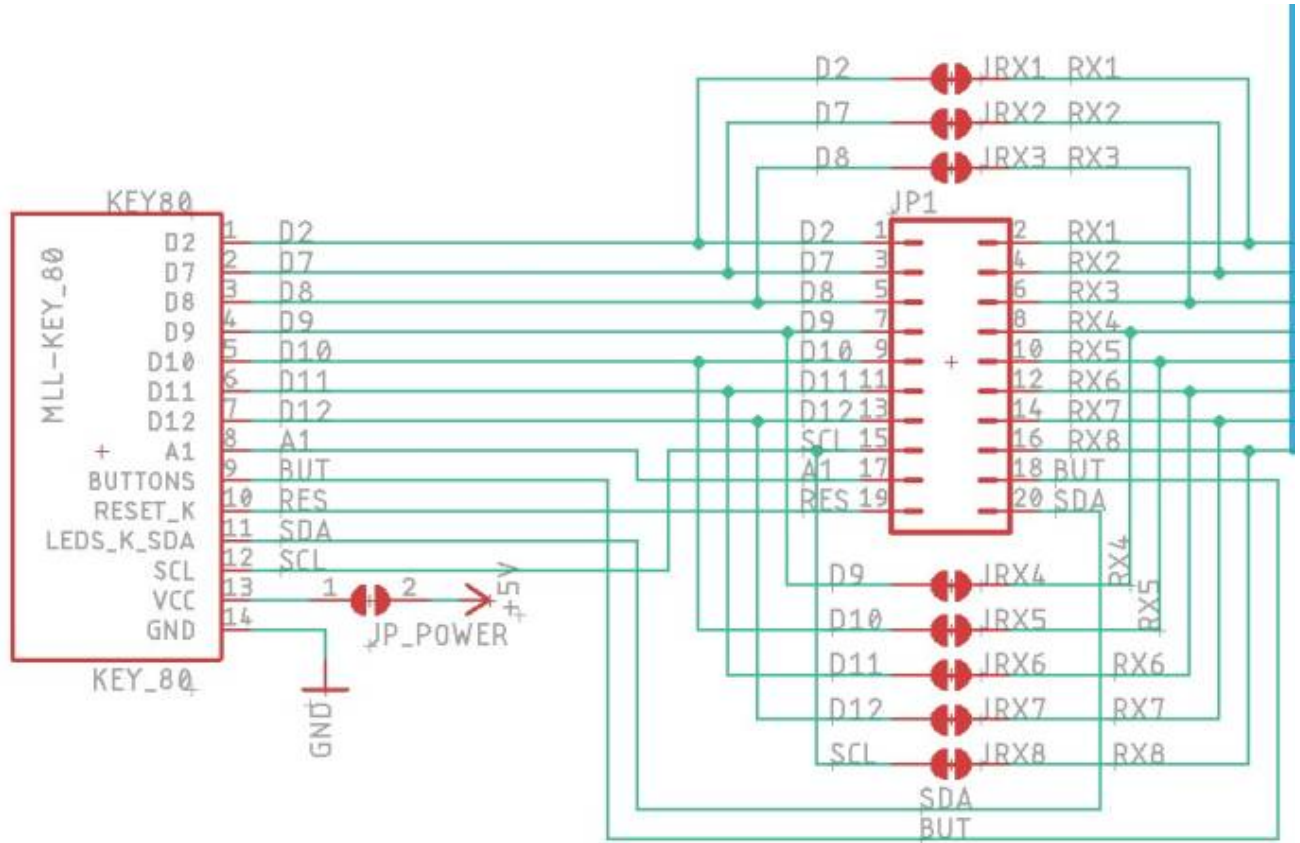 D2 JRX1 RX1
D7 JRX2 RX2
D8 JRX3 RX3
KEY80 JP1
MLL-KEY_80
D2 1 D2 D2 1 2 RX1
D7 2 D7 D7 3 4 RX2
D8 3 D8 D8 5 6 RX3
D9 4 D9 D9 7 8 RX4
D10 5 D10 D10 9 10 RX5
D11 6 D11 D11 11 12 RX6
D12 7 D12 D12 13 14 RX7
A1 8 A1 SCL 15 16 RX8
BUTTONS 9 BUT A1 17 18 BUT
RESET_K 10 RES RES 19 20 SDA
LEDS_K_SDA 11 SDA
SCL 12 SCL
VCC 13 1 2 +5V
GND 14 JP_POWER
KEY_80
GND
D9 JRX4 RX4
D10 JRX5 RX5
D11 JRX6 RX6
D12 JRX7 RX7
SCL JRX8 RX8
SDA
BUT